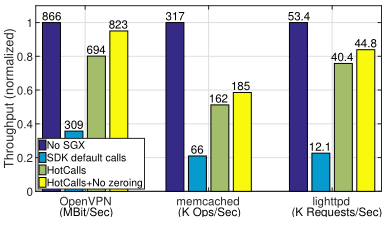 866 317 53.4
1
823
44.8
694
40.4
0.8
0.6
185
162
309
0.4
66
12.1
0.2
0
Throughput (normalized)
No SGX
SDK default calls
HotCalls
HotCalls+No zeroing
OpenVPN memcached lighttpd
(MBit/Sec) (K Ops/Sec) (K Requests/Sec)